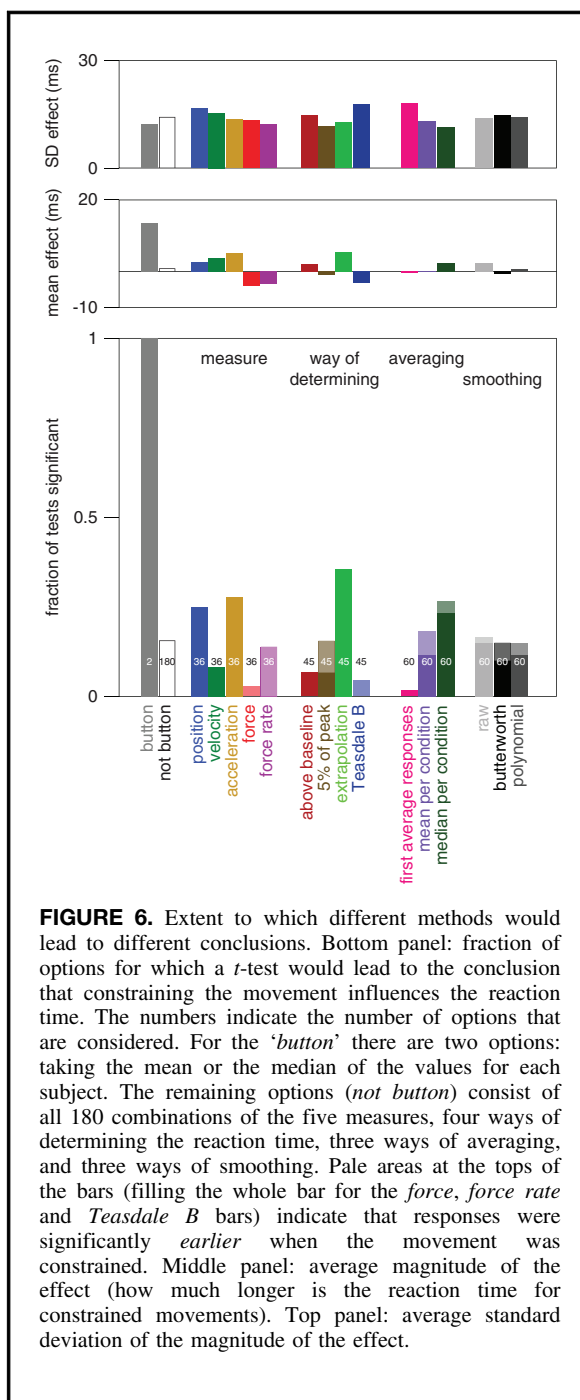 30
SD effect (ms)
0
20
mean effect (ms)
-10
1
measure
way of
determining
averaging
smoothing
fraction of tests significant
0.5
2
180
36
36
36
36
36
45
45
45
45
60
60
60
60
60
60
0
button
not button
position
velocity
acceleration
force
force rate
above baseline
5% of peak
extrapolation
Teasdale B
first average responses
mean per condition
median per condition
raw
butterworth
polynomial
FIGURE 6. Extent to which different methods would
lead to different conclusions. Bottom panel: fraction of
options for which a t-test would lead to the conclusion
that constraining the movement influences the reaction
time. The numbers indicate the number of options that
are considered. For the ‘button’ there are two options:
taking the mean or the median of the values for each
subject. The remaining options (not button) consist of
all 180 combinations of the five measures, four ways of
determining the reaction time, three ways of averaging,
and three ways of smoothing. Pale areas at the tops of
the bars (filling the whole bar for the force, force rate
and Teasdale B bars) indicate that responses were
significantly earlier when the movement was
constrained. Middle panel: average magnitude of the
effect (how much longer is the reaction time for
constrained movements). Top panel: average standard
deviation of the magnitude of the effect.